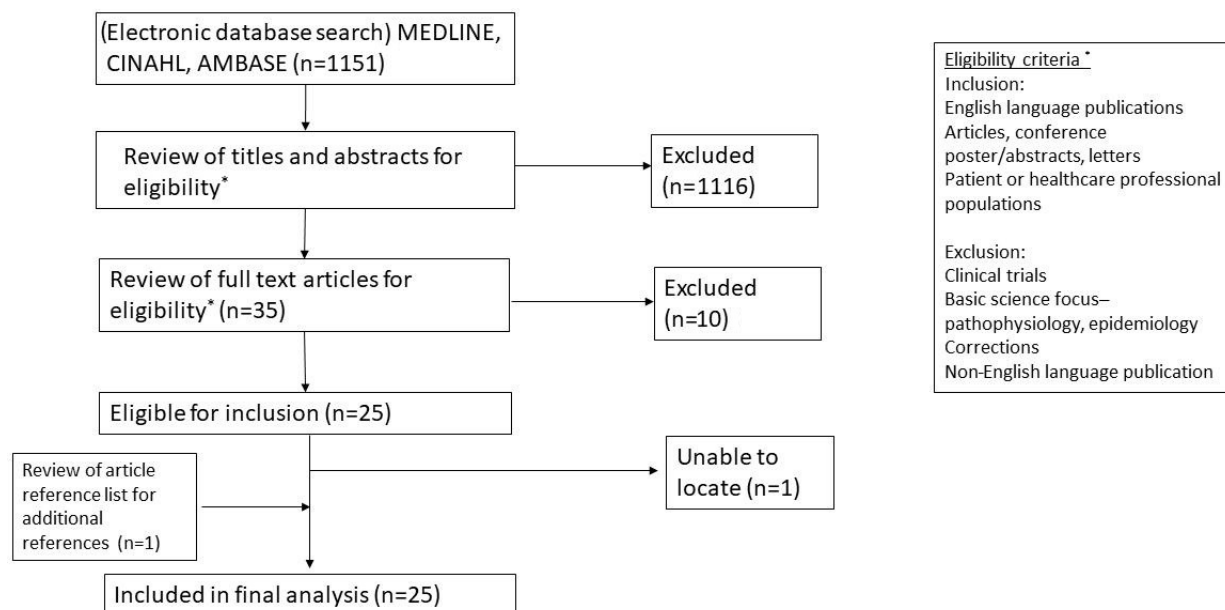 (Electronic database search) MEDLINE,
CINAHL, AMBASE (n=1151)
Review of titles and abstracts for
eligibility*
Excluded
(n=1116)
Review of full text articles for
eligibility* (n=35)
Excluded
(n=10)
Eligible for inclusion (n=25)
Unable to
locate (n=1)
Review of article
reference list for
additional
references (n=1)
Included in final analysis (n=25)
Eligibility criteria *
Inclusion:
English language publications
Articles, conference
poster/abstracts, letters
Patient or healthcare professional
populations
Exclusion:
Clinical trials
Basic science focus–
pathophysiology, epidemiology
Corrections
Non-English language publication